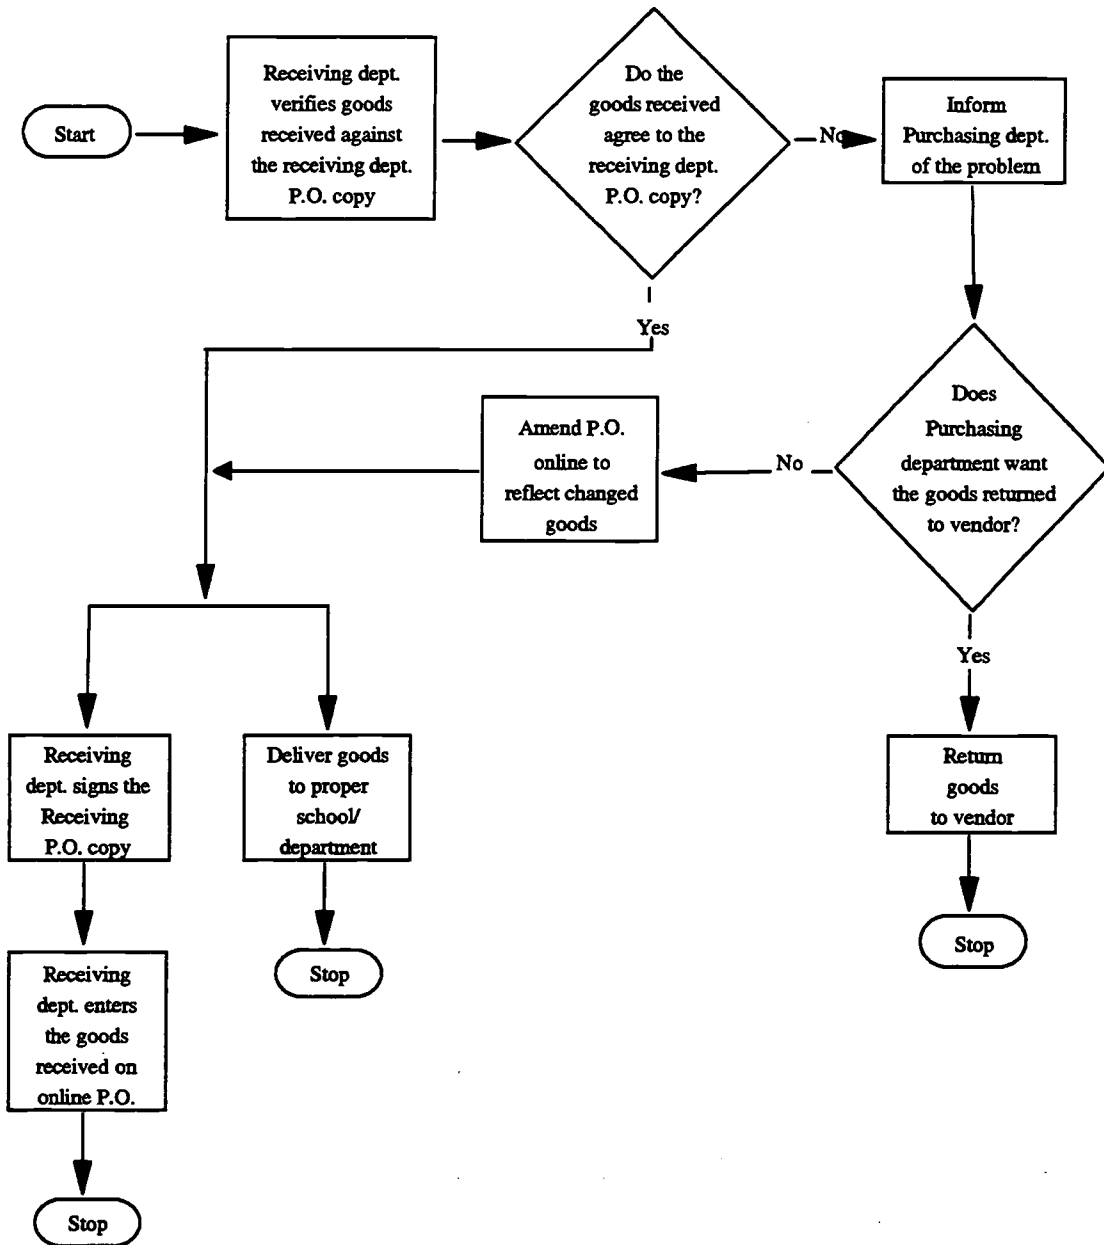 Start
Receiving dept.
verifies goods
received against
the receiving dept.
P.O. copy
Do the
goods received
agree to the
receiving dept.
P.O. copy?
No
Inform
Purchasing dept.
of the problem
Yes
Does
Purchasing
department want
the goods returned
to vendor?
No
Amend P.O.
online to
reflect changed
goods
Yes
Receiving
dept. signs the
Receiving
P.O. copy
Deliver goods
to proper
school/
department
Return
goods
to vendor
Stop
Stop
Receiving
dept. enters
the goods
received on
online P.O.
Stop